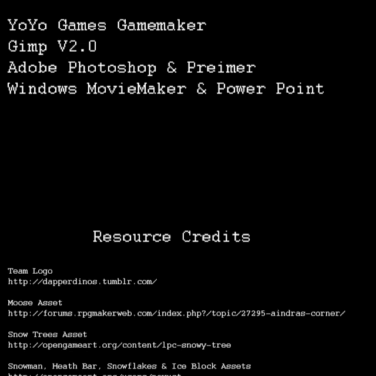 YoYo Games Gamemaker
Gimp V2.0
Adobe Photoshop & Preimer
Windows MovieMaker & Power Point
Resource Credits
Team Logo
http://dapperdinos.tumblr.com/
Moose Asset
http://forums.rpgmakerweb.com/index.php?/topic/27295-aindras-corner/
Snow Trees Asset
http://opengameart.org/content/lpc-snowy-tree
Snowman, Heath Bar, Snowflakes & Ice Block Assets